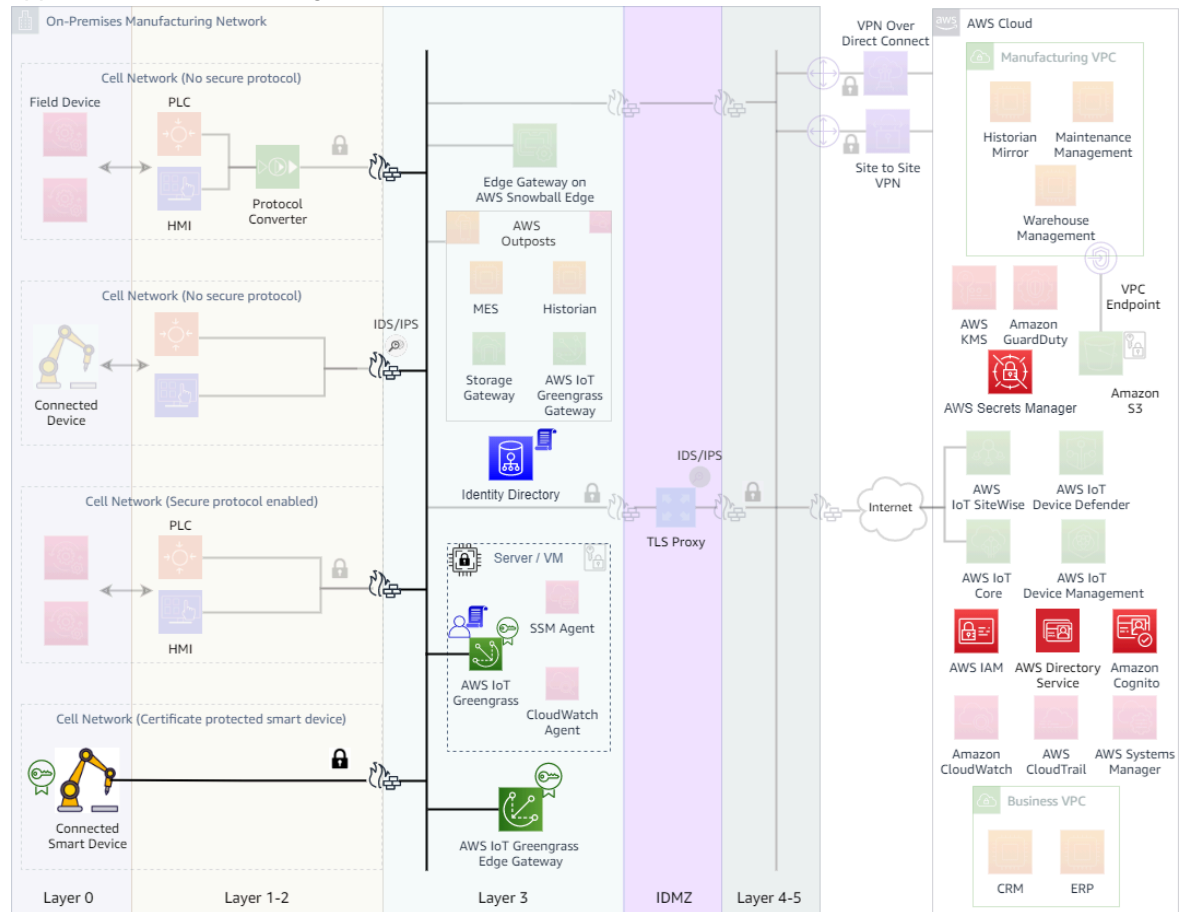 On-Premises Manufacturing Network
Cell Network (No secure protocol)
Field Device
PLC
HMI
Protocol
Converter
Cell Network (No secure protocol)
Connected
Device
IDS/IPS
Cell Network (Secure protocol enabled)
PLC
HMI
Cell Network (Certificate protected smart device)
Connected
Smart Device
Edge Gateway on
AWS Snowball Edge
AWS
Outposts
MES
Historian
Storage
Gateway
AWS IoT
Greengrass
Gateway
Identity Directory
Server / VM
SSM Agent
AWS IoT
Greengrass
CloudWatch
Agent
AWS IoT Greengrass
Edge Gateway
IDS/IPS
TLS Proxy
VPN Over
Direct Connect
Site to Site
VPN
Internet
aws
AWS Cloud
Manufacturing VPC
Historian
Mirror
Maintenance
Management
Warehouse
Management
VPC
Endpoint
AWS
KMS
Amazon
GuardDuty
AWS Secrets Manager
Amazon
S3
AWS
IoT SiteWise
AWS IoT
Device Defender
AWS IoT
Core
AWS IoT
Device Management
AWS IAM
AWS Directory
Service
Amazon
Cognito
Amazon
CloudWatch
AWS
CloudTrail
AWS Systems
Manager
Business VPC
CRM
ERP
Layer 0
Layer 1-2
Layer 3
IDMZ
Layer 4-5